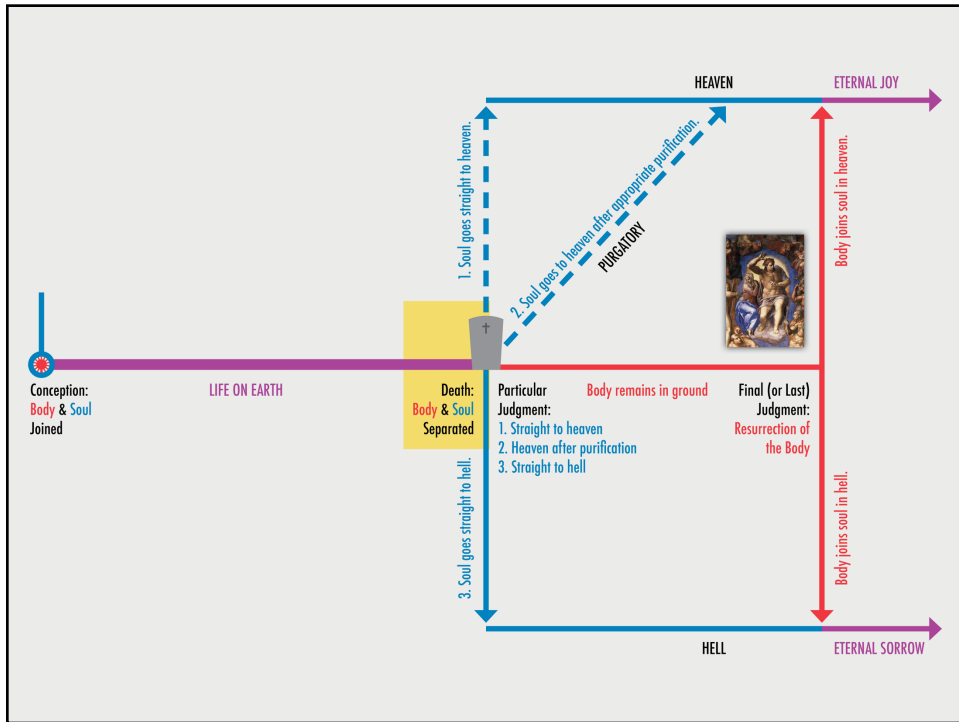 HEAVEN
ETERNAL JOY
1. Soul goes straight to heaven.
2. Soul goes to heaven after appropriate purification.
PURGATORY
Body joins soul in heaven.
Conception:
Body & Soul
Joined
LIFE ON EARTH
Death:
Body & Soul
Separated
Particular
Judgment:
1. Straight to heaven
2. Heaven after purification
3. Straight to hell
Body remains in ground
Final (or Last)
Judgment:
Resurrection of
the Body
3. Soul goes straight to hell.
Body joins soul in hell.
HELL
ETERNAL SORROW